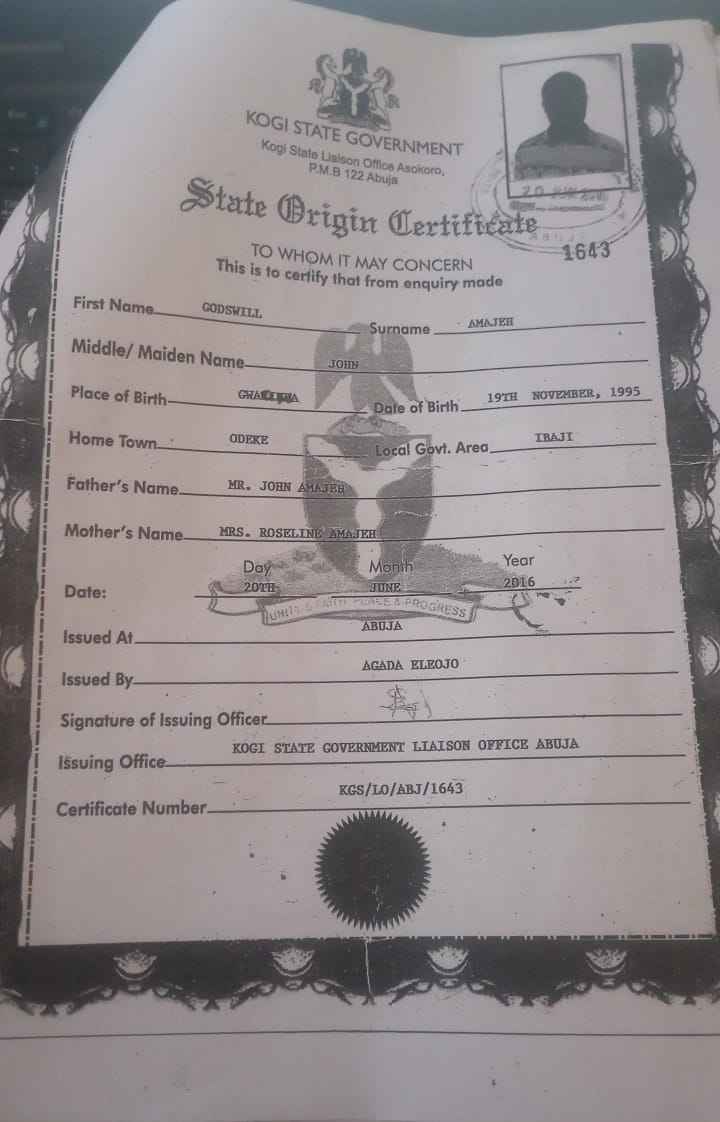 KOGI STATE GOVERNMENT
Kogi State Liaison Office Asokoro,
P.M.B 122 Abuja
State Origin Certificate
ABUJA
1643
TO WHOM IT MAY CONCERN
This is to certify that from enquiry made
First Name GODSWILL Surname AMAJEH
Middle/ Maiden Name JOHN
Place of Birth Date of Birth 19TH NOVEMBER, 1995
Home Town ODEKE Local Govt. Area IBAJI
Father's Name MR. JOHN AMAJEH
Mother's Name MRS. ROSELINE AMAJEH
Day Month Year
Date: 20TH JUNE 2016
UNITY & FAITH PEACE & PROGRESS
Issued At ABUJA
Issued By AGADA ELEOJO
Signature of Issuing Officer
Issuing Office KOGI STATE GOVERNMENT LIAISON OFFICE ABUJA
Certificate Number KGS/LO/ABJ/1643